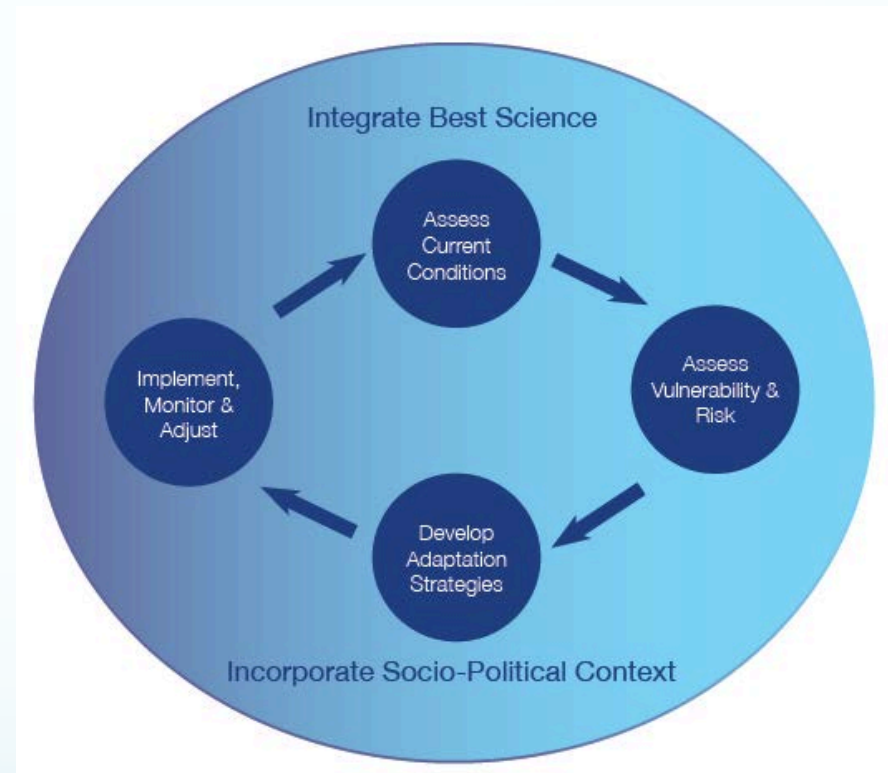 Integrate Best Science
Assess
Current
Conditions
Assess
Vulnerability &
Risk
Develop
Adaptation
Strategies
Implement,
Monitor &
Adjust
Incorporate Socio-Political Context